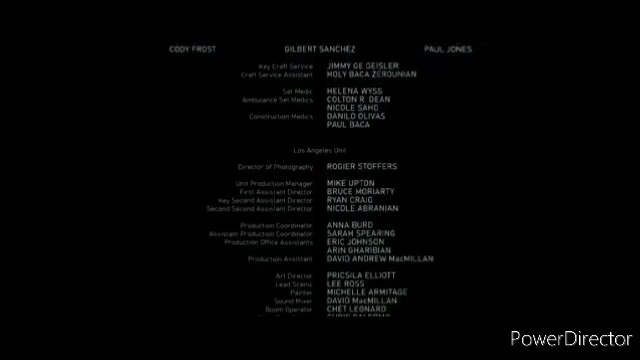 CODY FROST GILBERT SANCHEZ PAUL JONES
Key Craft Service JIMMY GE GEISLER
Craft Service Assistant HOLY BACA ZEROUNIAN
Set Medic HELENA WYSS
Ambulance Set Medics COLTON R. DEAN
NICOLE SAHD
Construction Medics DANILO OLIVAS
PAUL BACA
Los Angeles Unit
Director of Photography ROGIER STOFFERS
Unit Production Manager MIKE UPTON
First Assistant Director BRUCE MORIARTY
Key Second Assistant Director RYAN CRAIG
Second Second Assistant Director NICOLE ABRANIAN
Production Coordinator ANNA BURD
Assistant Production Coordinator SARAH SPEARING
Production Office Assistants ERIC JOHNSON
ARIN GHARIBIAN
Production Assistant DAVID ANDREW MacMILLAN
Art Director PRICSILA ELLIOTT
Lead Scenic LEE ROSS
Painter MICHELLE ARMITAGE
Sound Mixer DAVID MacMILLAN
Boom Operator CHET LEONARD
PowerDirector